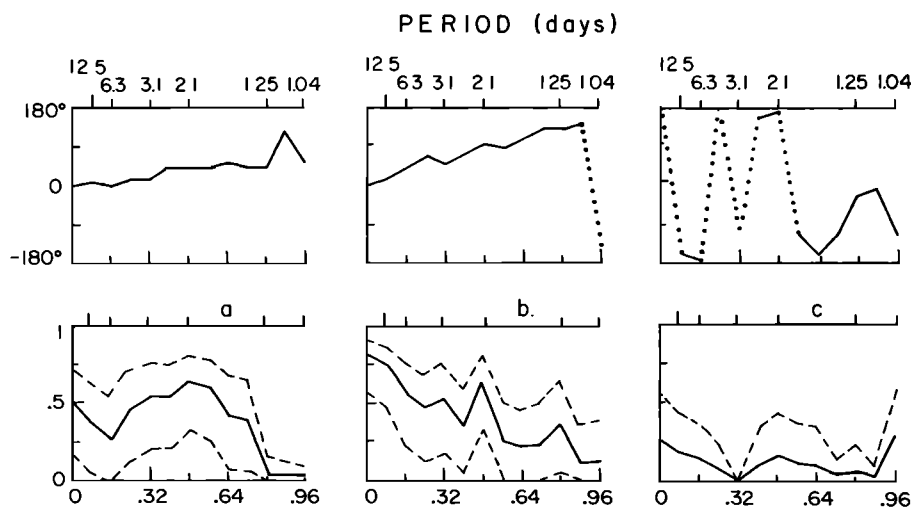 PERIOD (days)
12 5 12 5 12 5
6.3 3.1 2 1 1 25 1.04 6.3 3.1 2 1 1 25 1.04 6.3 3.1 2 1 1.25 1.04
180°
0
-180°
a b. c
1
.5
0
0 .32 .64 .96 0 .32 .64 .96 0 .32 .64 .96